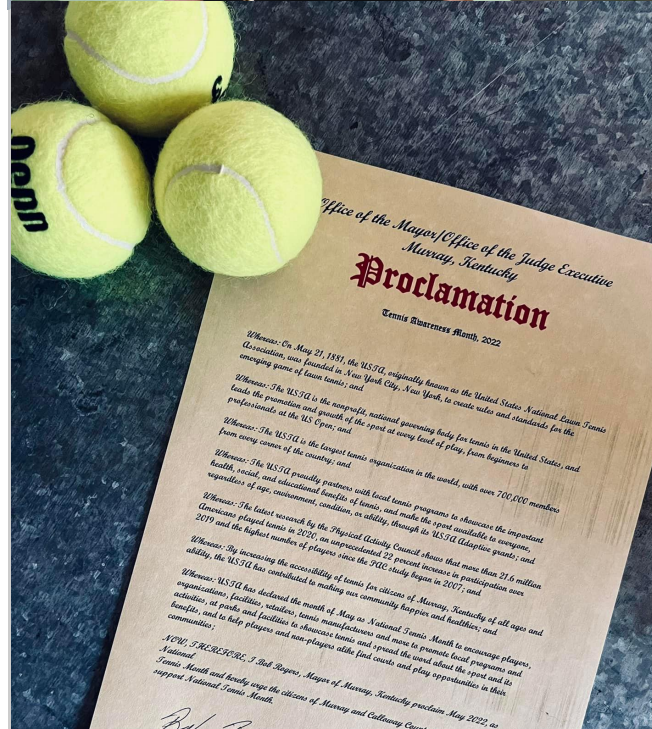 Penn
Office of the Mayor/Office of the Judge Executive
Murray, Kentucky
Proclamation
Tennis Awareness Month, 2022
Whereas: On May 21, 1881, the USTA, originally known as the United States National Lawn Tennis
Association, was founded in New York City, New York, to create rules and standards for the
emerging game of lawn tennis; and
Whereas: The USTA is the nonprofit, national governing body for tennis in the United States, and
leads the promotion and growth of the sport at every level of play, from beginners to
professionals at the US Open; and
Whereas: The USTA is the largest tennis organization in the world, with over 700,000 members
from every corner of the country; and
Whereas: The USTA proudly partners with local tennis programs to showcase the important
health, social, and educational benefits of tennis, and make the sport available to everyone,
regardless of age, environment, condition, or ability, through its USTA Adaptive grants; and
Whereas: The latest research by the Physical Activity Council shows that more than 21.6 million
Americans played tennis in 2020, an unprecedented 22 percent increase in participation over
2019 and the highest number of players since the PAC study began in 2007; and
Whereas: By increasing the accessibility of tennis for citizens of Murray, Kentucky of all ages and
ability, the USTA has contributed to making our community happier and healthier; and
Whereas: USTA has declared the month of May as National Tennis Month to encourage players,
organizations, facilities, retailers, tennis manufacturers and more to promote local programs and
activities, at parks and facilities to showcase tennis and spread the word about the sport and its
benefits, and to help players and non-players alike find courts and play opportunities in their
communities;
NOW, THEREFORE, I Bob Rogers, Mayor of Murray, Kentucky proclaim May 2022, as
National
Tennis Month and hereby urge the citizens of Murray and Calloway
support National Tennis Month.